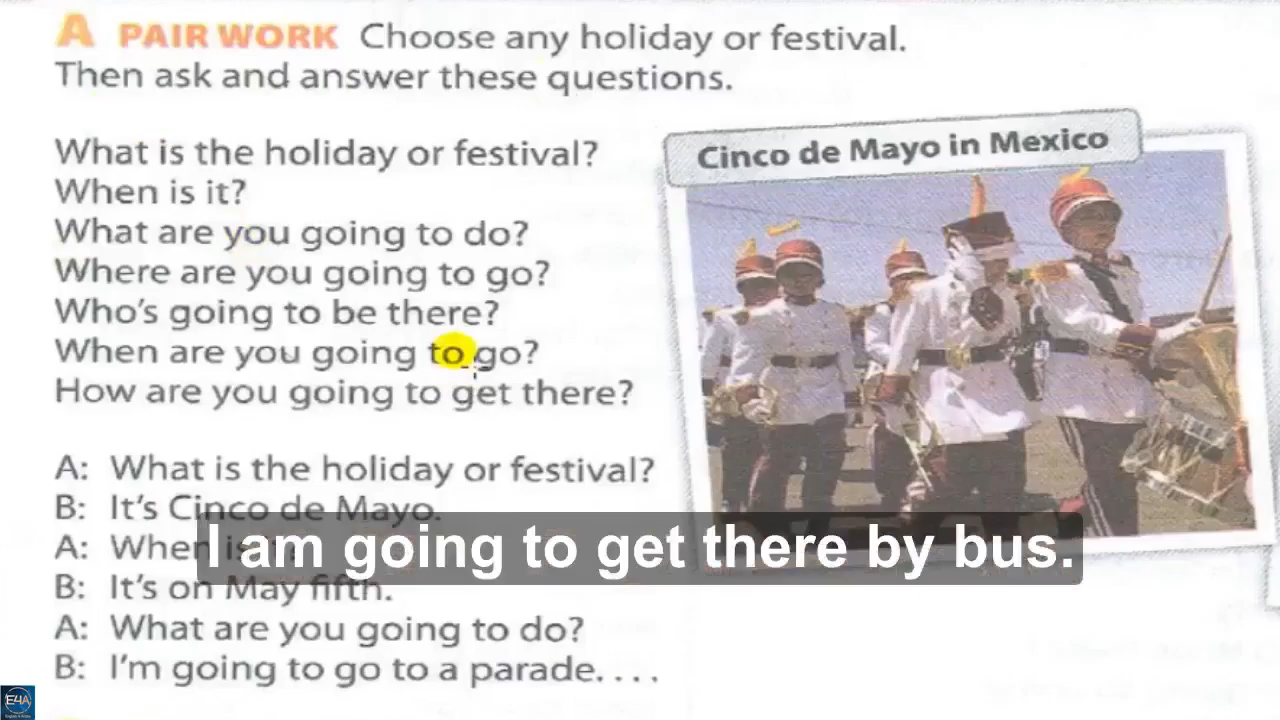 A PAIR WORK Choose any holiday or festival.
Then ask and answer these questions.
What is the holiday or festival?
When is it?
What are you going to do?
Where are you going to go?
Who's going to be there?
When are you going to go?
How are you going to get there?
Cinco de Mayo in Mexico
A: What is the holiday or festival?
B: It's Cinco de Mayo.
A: When is
I am going to get there by bus.
B: It's on May fifth.
A: What are you going to do?
B: I'm going to go to a parade. . . .
E4A